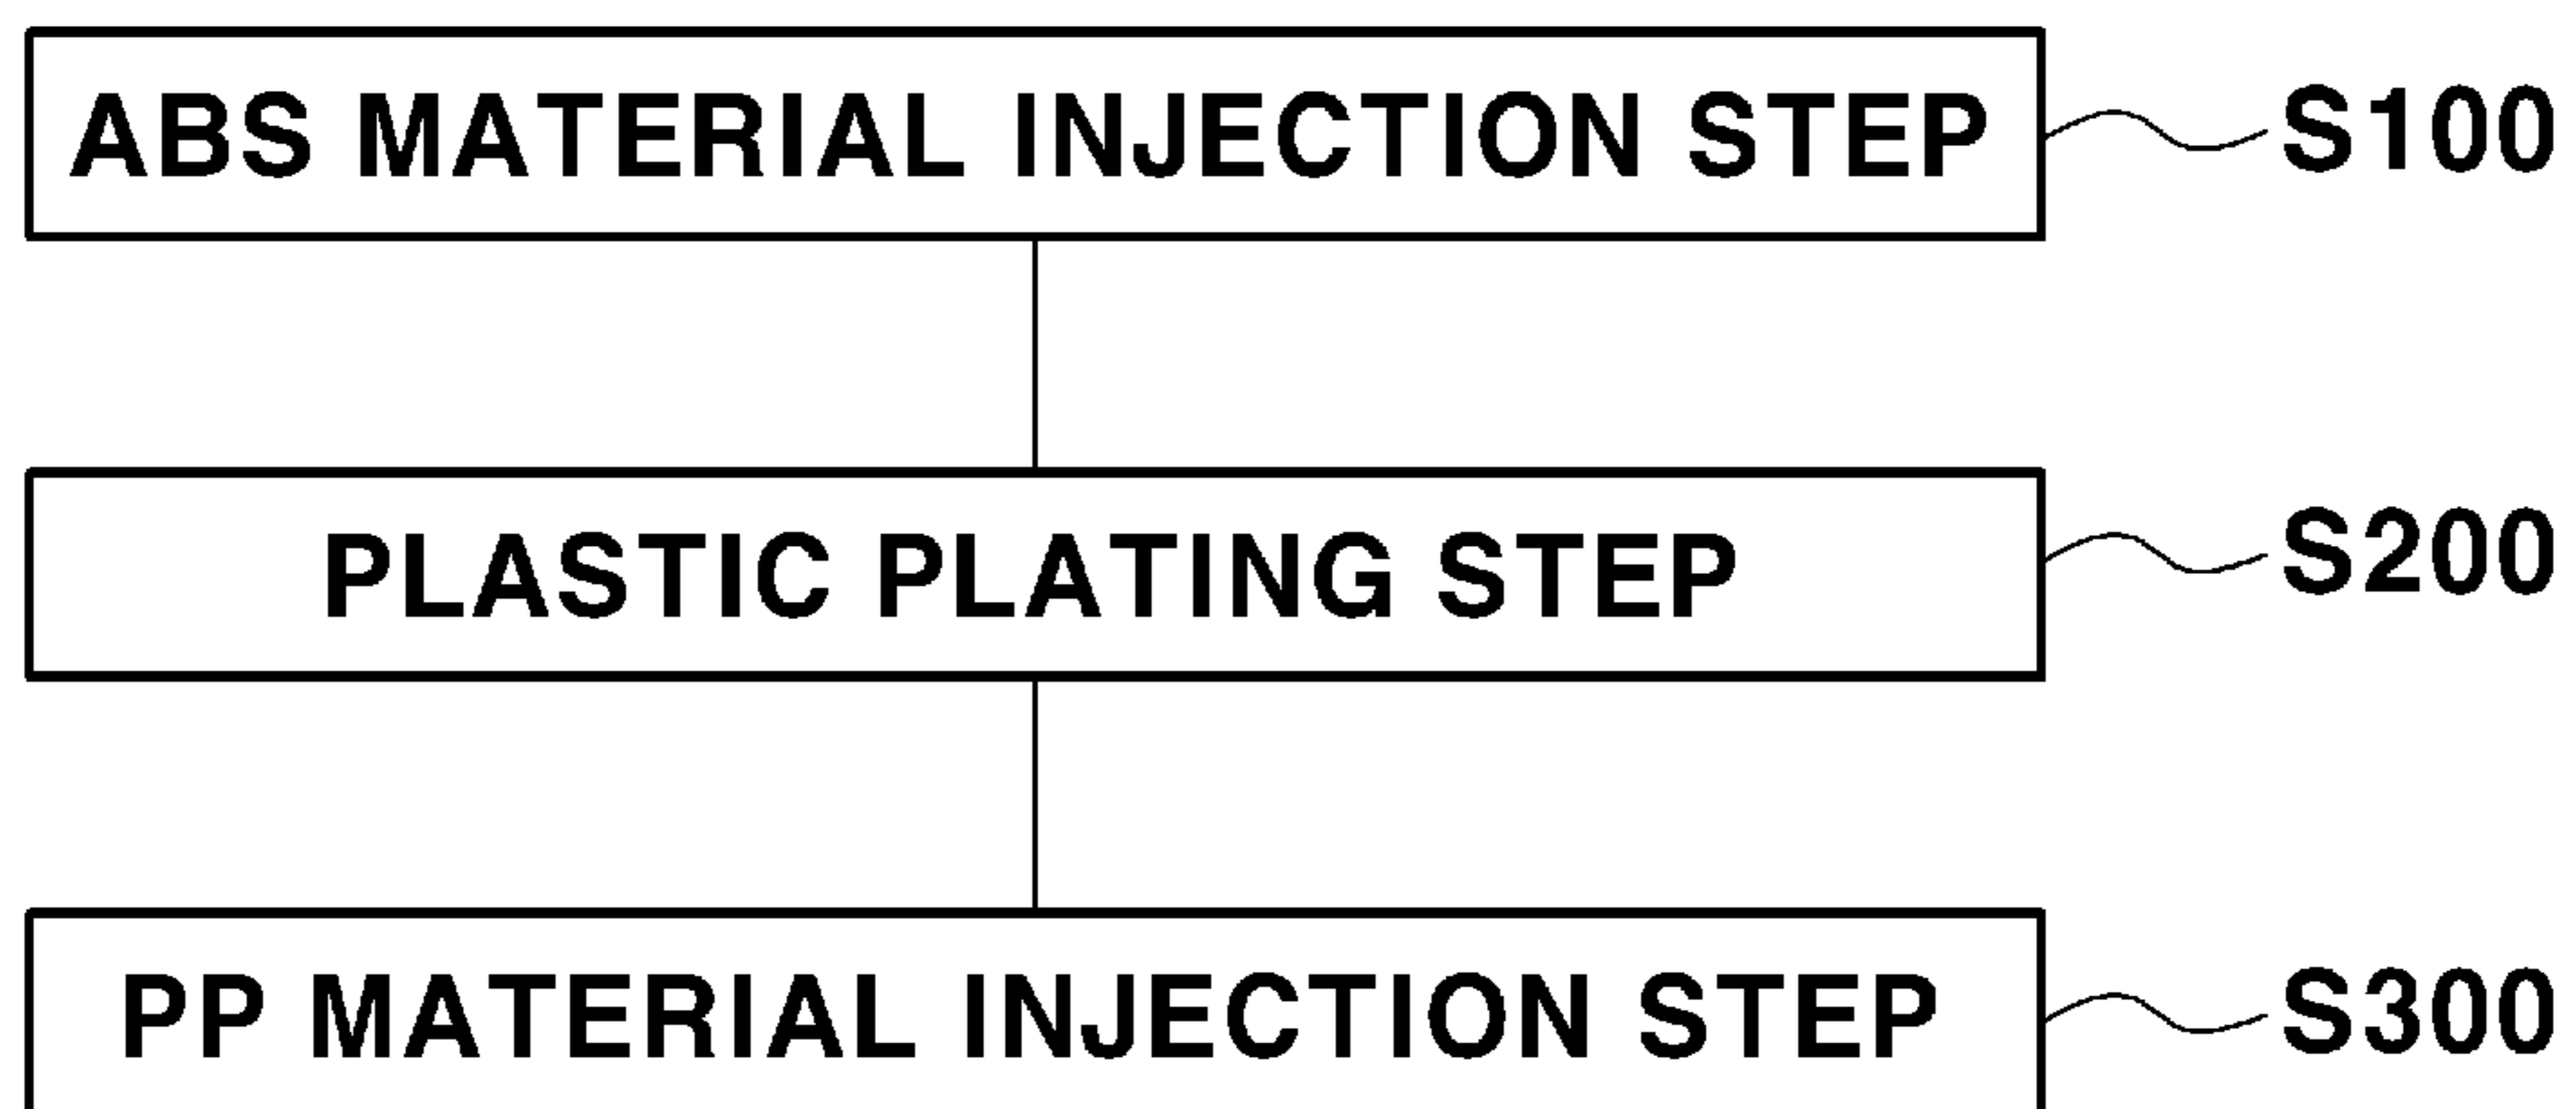 ABS MATERIAL INJECTION STEP S100
PLASTIC PLATING STEP S200
PP MATERIAL INJECTION STEP S300